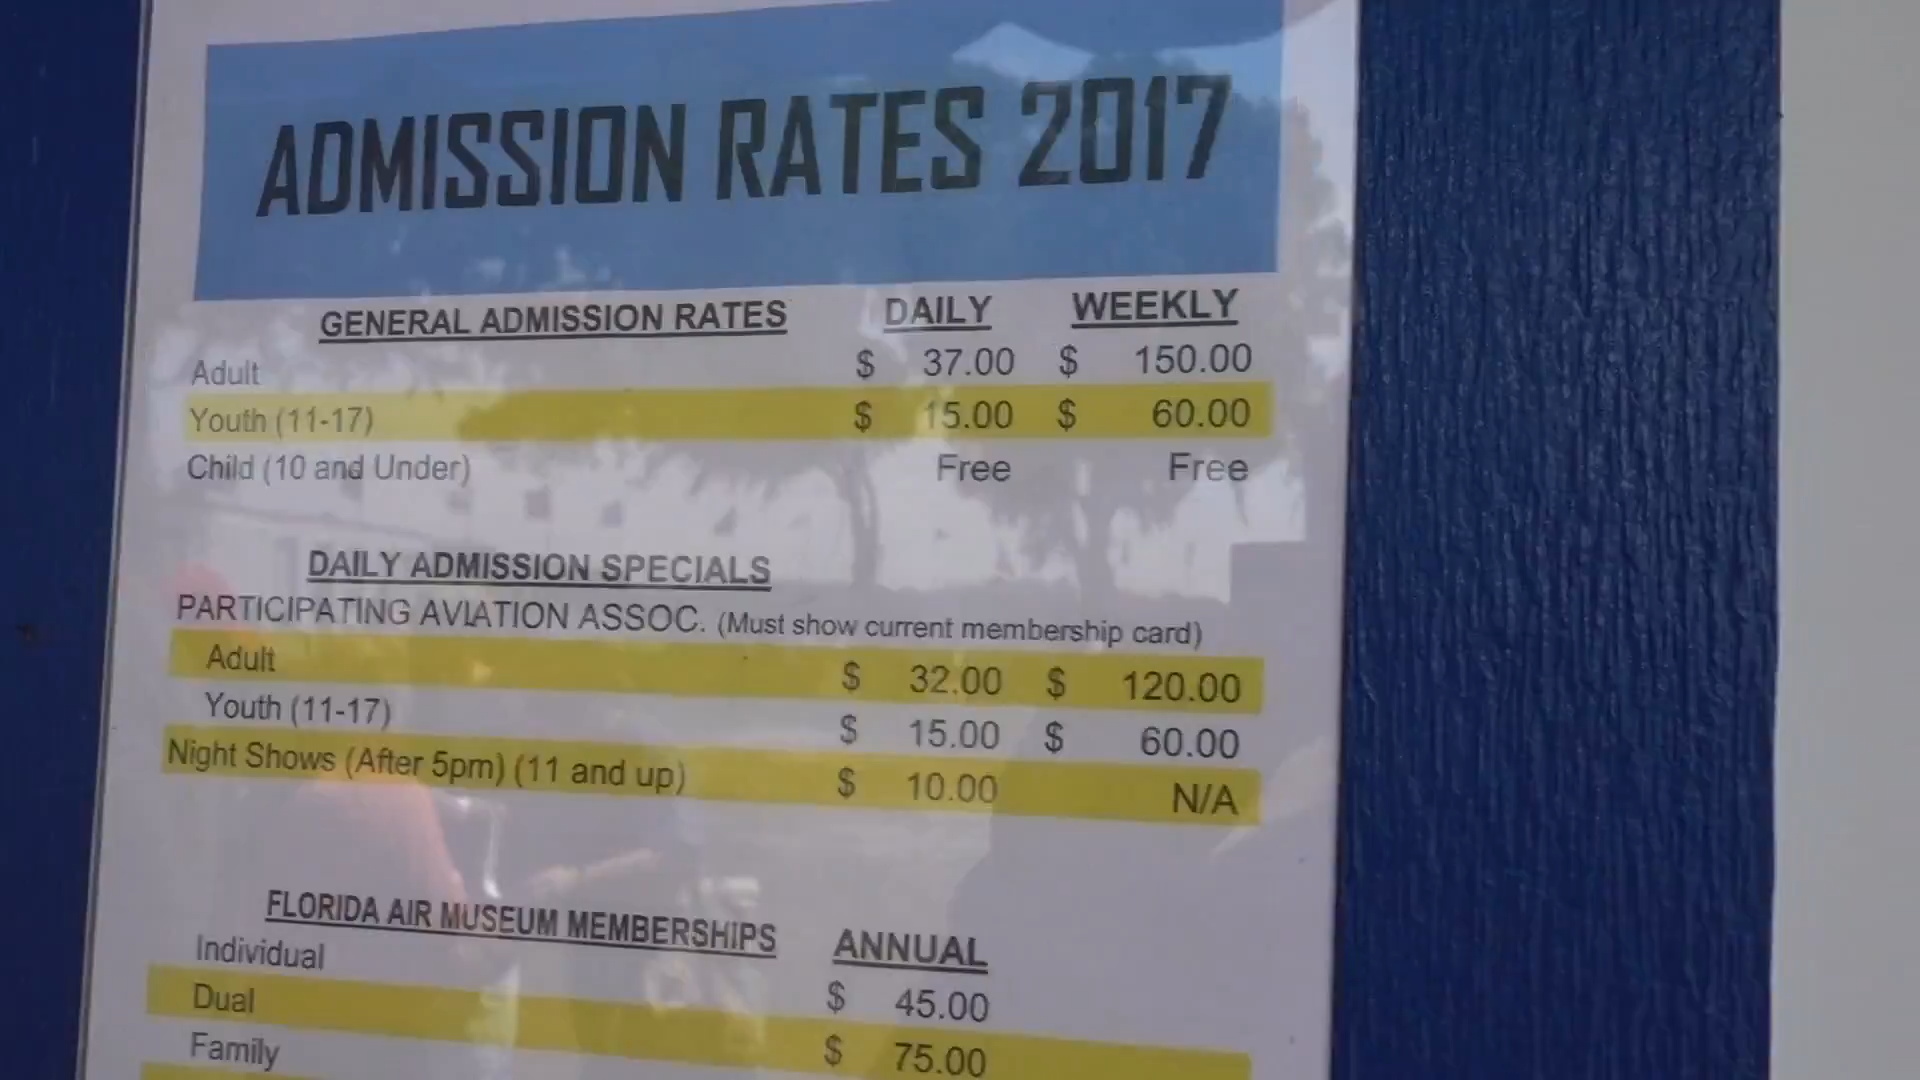 ADMISSION RATES 2017
GENERAL ADMISSION RATES DAILY WEEKLY
Adult $ 37.00 $ 150.00
Youth (11-17) $ 15.00 $ 60.00
Child (10 and Under) Free Free
DAILY ADMISSION SPECIALS
PARTICIPATING AVIATION ASSOC. (Must show current membership card)
Adult $ 32.00 $ 120.00
Youth (11-17) $ 15.00 $ 60.00
Night Shows (After 5pm) (11 and up) $ 10.00 N/A
FLORIDA AIR MUSEUM MEMBERSHIPS ANNUAL
Individual $ 45.00
Dual $ 75.00
Family